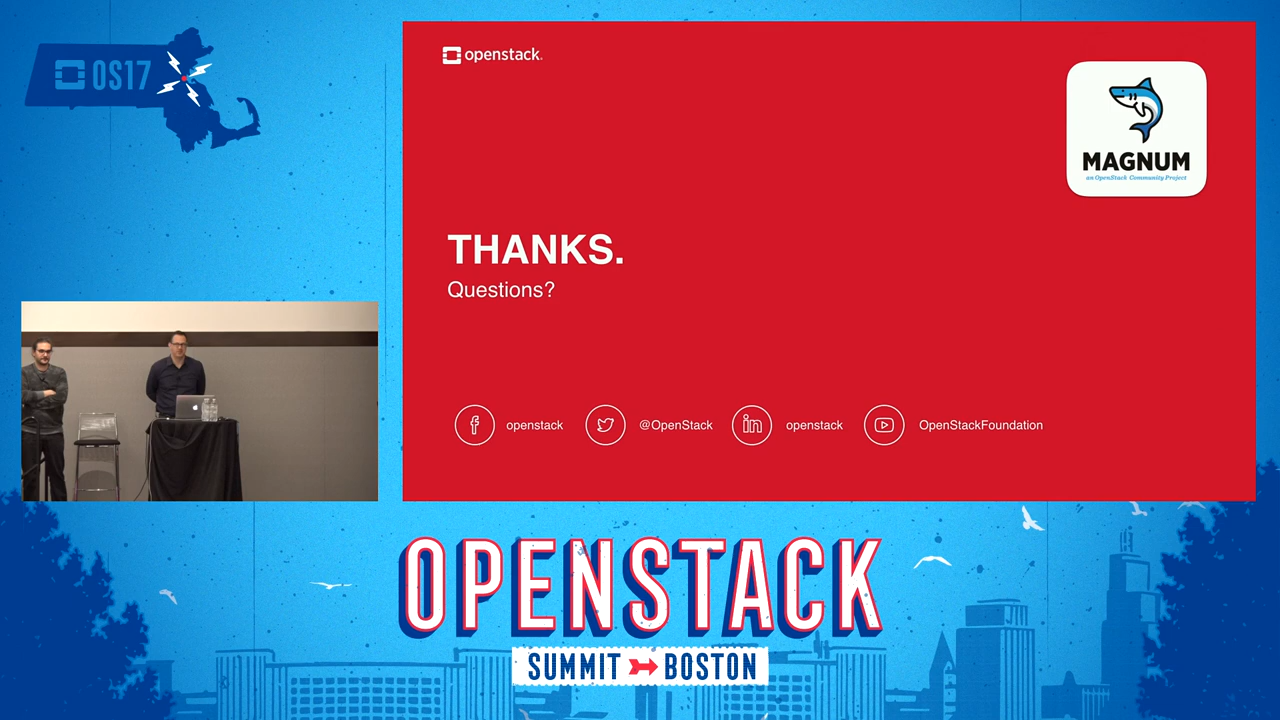 OS17
openstack.
MAGNUM
an OpenStack Community Project
THANKS.
Questions?
openstack
@OpenStack
openstack
OpenStackFoundation
OPENSTACK
SUMMIT BOSTON